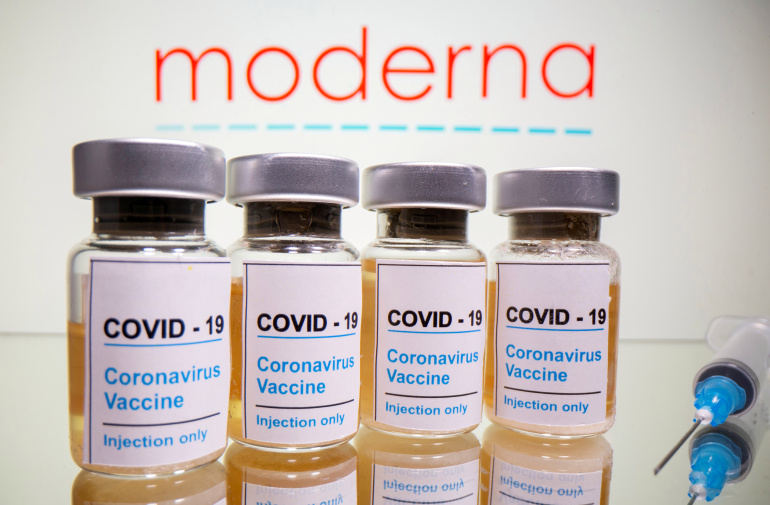 moderna
COVID - 19
Coronavirus
Vaccine
Injection only
COVID - 19
Coronavirus
Vaccine
Injection only
COVID - 19
Coronavirus
Vaccine
Injection only
COVID - 19
Coronavirus
Vaccine
Injection only